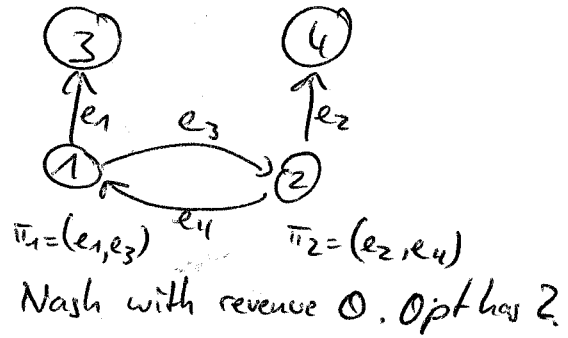 3 4
e1 e3 e2
1 2
e4
π1=(e1,e3) π2=(e2,e4)
Nash with revenue 0. Opt has 2.